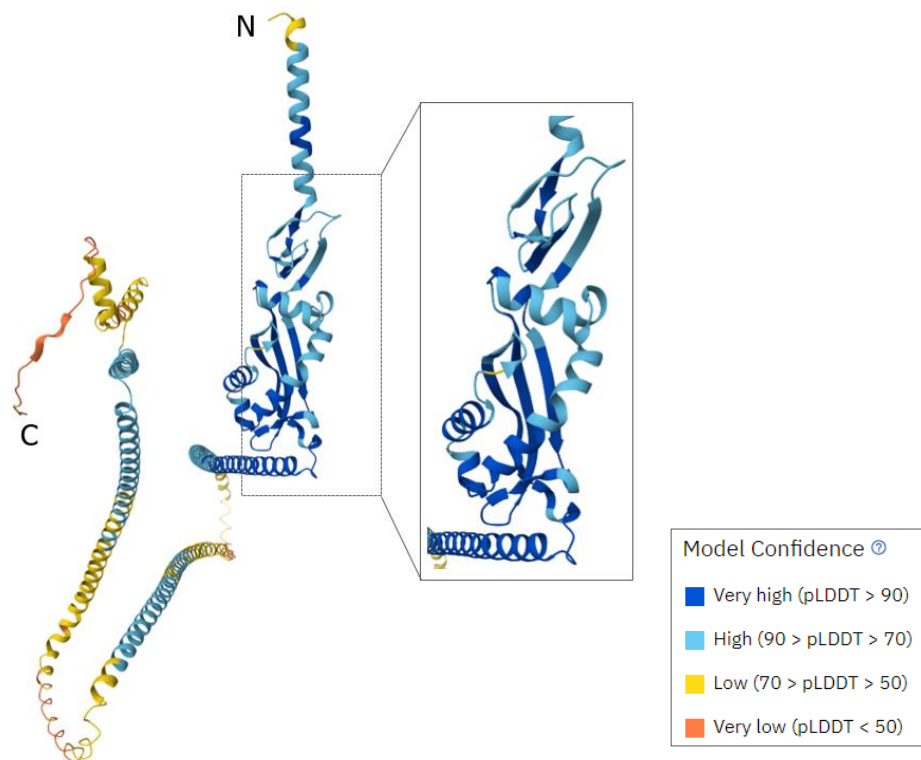 N
C
Model Confidence ?
Very high (pLDDT > 90)
High (90 > pLDDT > 70)
Low (70 > pLDDT > 50)
Very low (pLDDT < 50)